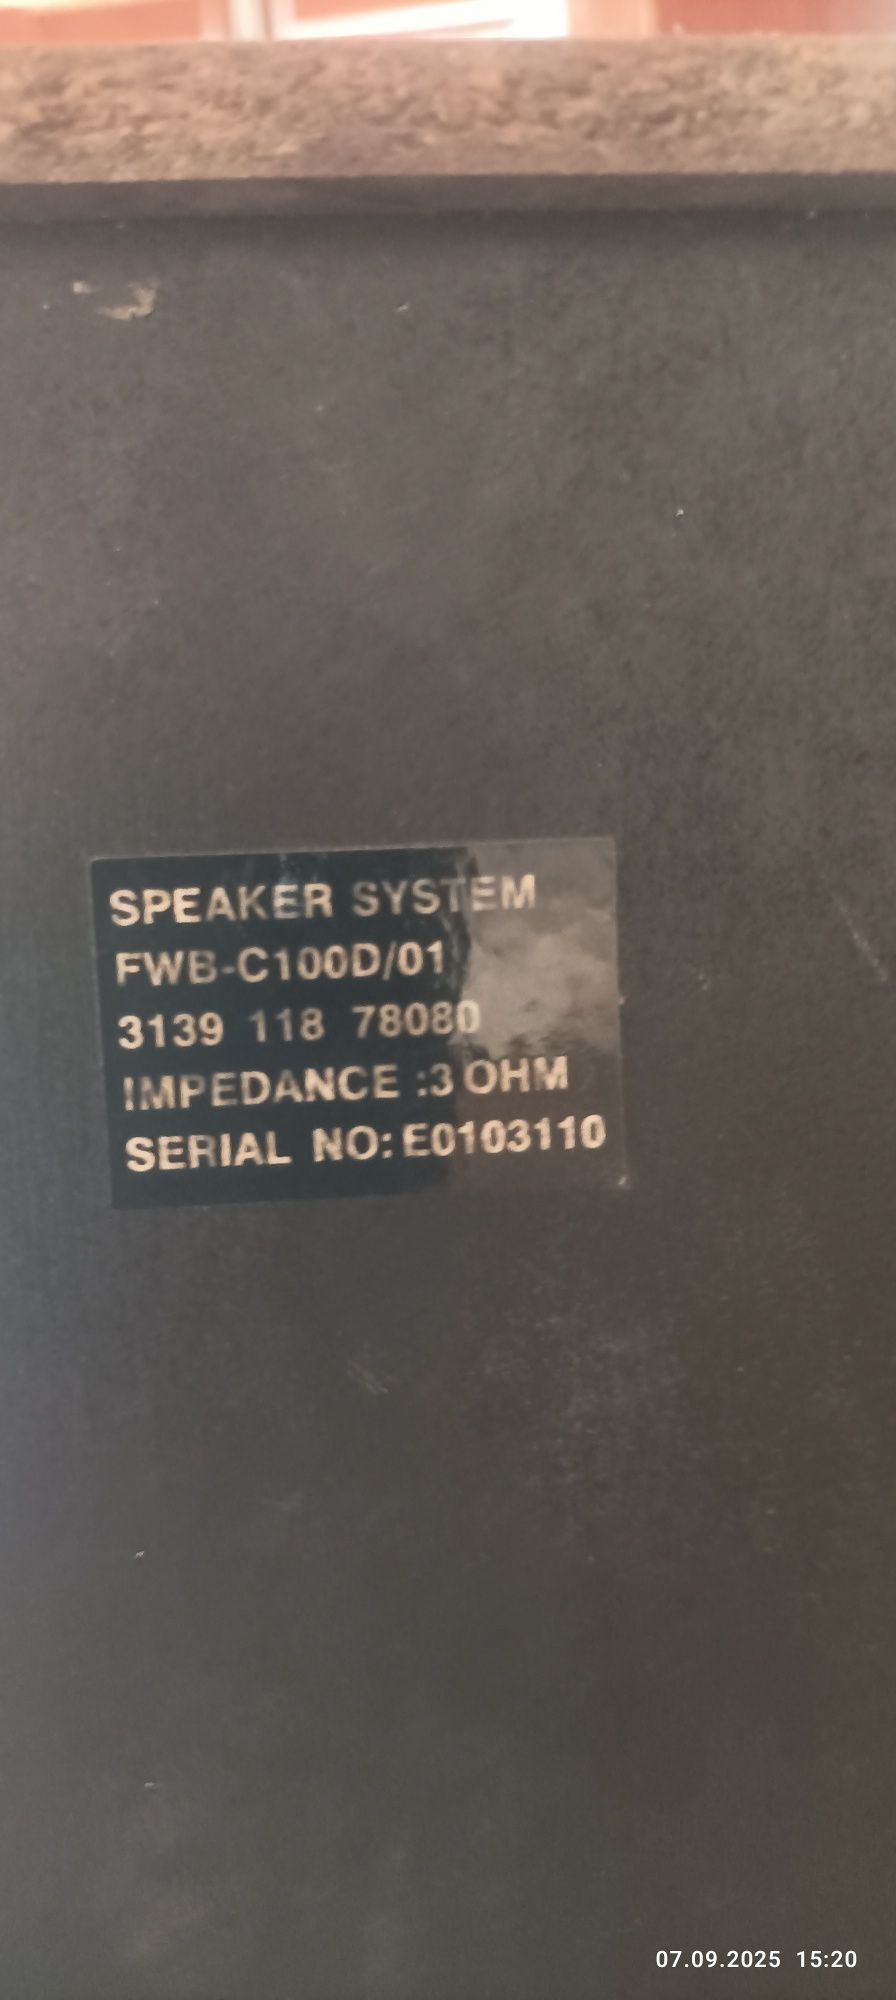 SPEAKER SYSTEM
FWB-C100D/01
3139 118 78080
IMPEDANCE :3 OHM
SERIAL NO: E0103110
07.09.2025 15:20